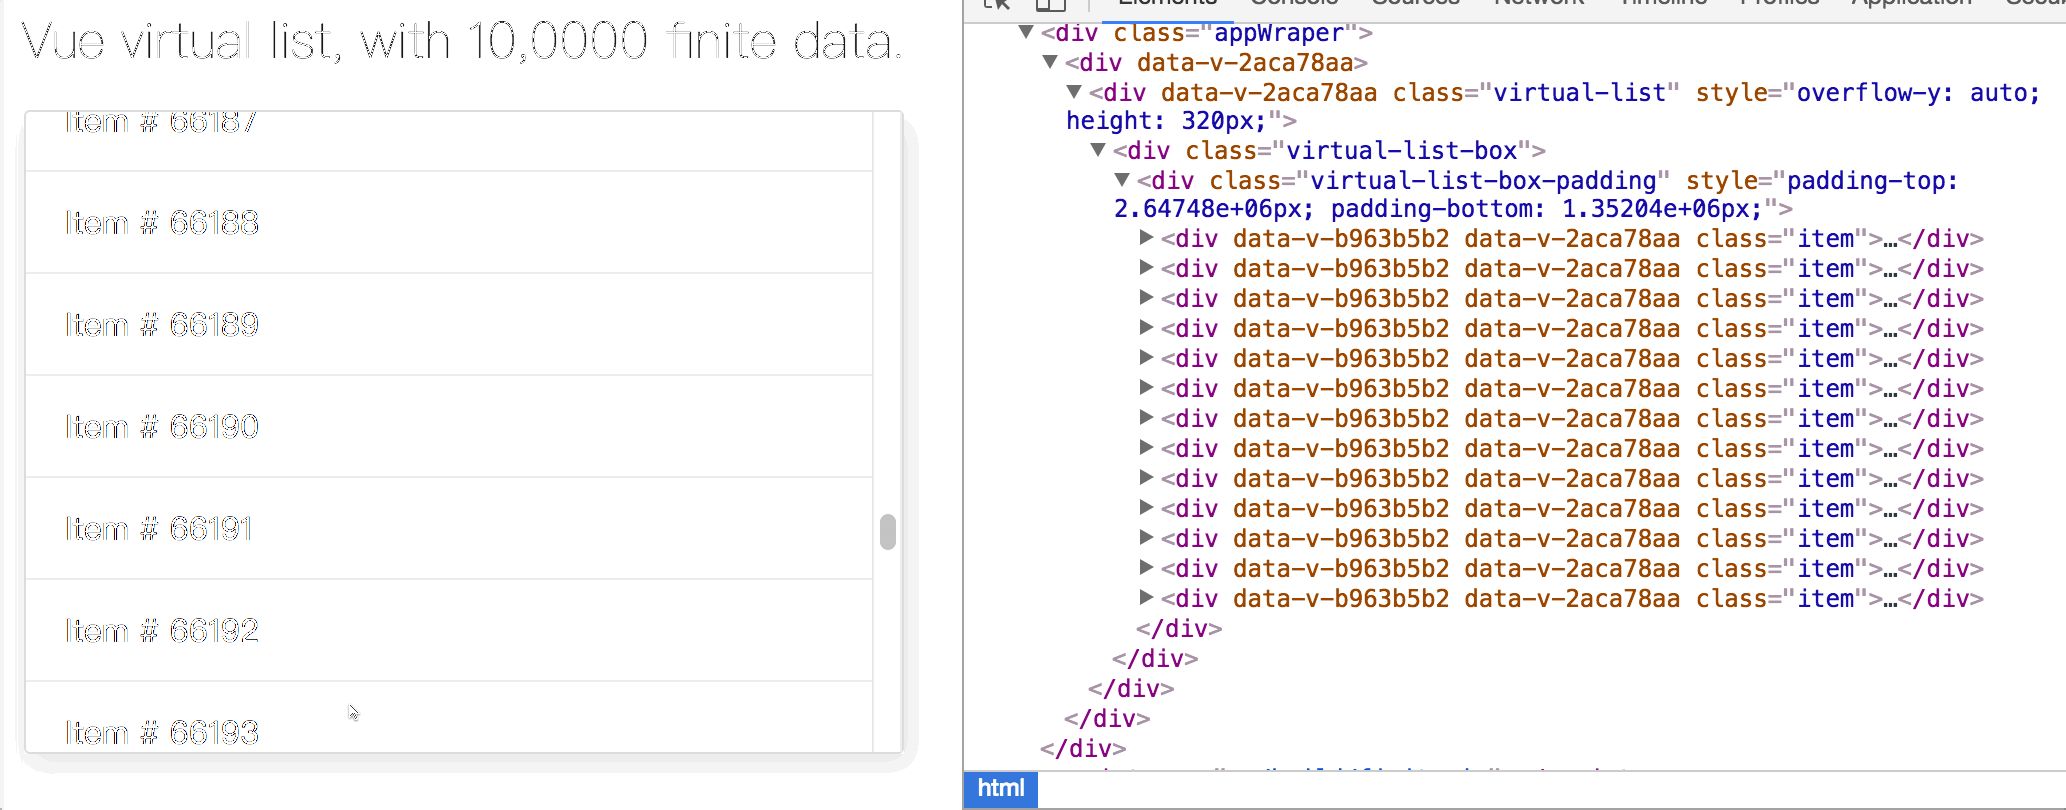 Vue virtual list, with 10,0000 finite data.
Item # 66187
Item # 66188
Item # 66189
Item # 66190
Item # 66191
Item # 66192
Item # 66193
Elements Console Sources Network Timeline Profiles Application
<div class="appWraper">
<div data-v-2aca78aa>
<div data-v-2aca78aa class="virtual-list" style="overflow-y: auto;
height: 320px;">
<div class="virtual-list-box">
<div class="virtual-list-box-padding" style="padding-top:
2.64748e+06px; padding-bottom: 1.35204e+06px;">
<div data-v-b963b5b2 data-v-2aca78aa class="item">…</div>
<div data-v-b963b5b2 data-v-2aca78aa class="item">…</div>
<div data-v-b963b5b2 data-v-2aca78aa class="item">…</div>
<div data-v-b963b5b2 data-v-2aca78aa class="item">…</div>
<div data-v-b963b5b2 data-v-2aca78aa class="item">…</div>
<div data-v-b963b5b2 data-v-2aca78aa class="item">…</div>
<div data-v-b963b5b2 data-v-2aca78aa class="item">…</div>
<div data-v-b963b5b2 data-v-2aca78aa class="item">…</div>
<div data-v-b963b5b2 data-v-2aca78aa class="item">…</div>
<div data-v-b963b5b2 data-v-2aca78aa class="item">…</div>
<div data-v-b963b5b2 data-v-2aca78aa class="item">…</div>
<div data-v-b963b5b2 data-v-2aca78aa class="item">…</div>
<div data-v-b963b5b2 data-v-2aca78aa class="item">…</div>
</div>
</div>
</div>
</div>
</div>
html